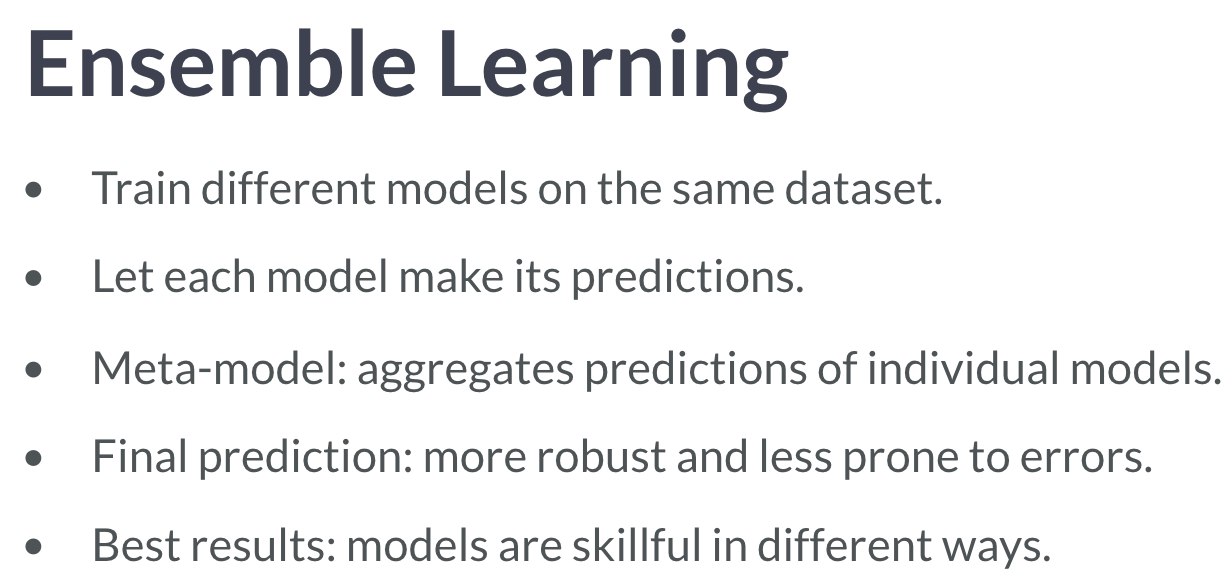 Ensemble Learning
• Train different models on the same dataset.
• Let each model make its predictions.
• Meta-model: aggregates predictions of individual models.
• Final prediction: more robust and less prone to errors.
• Best results: models are skillful in different ways.